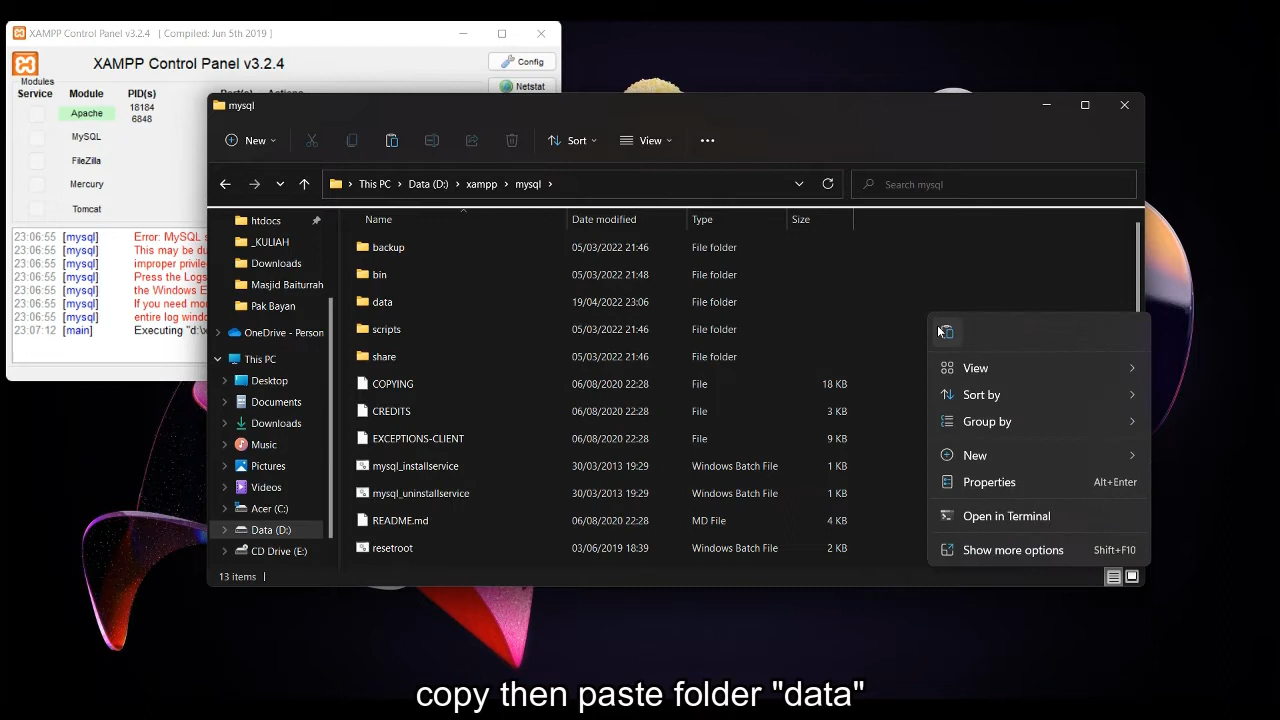 XAMPP Control Panel v3.2.4 [ Compiled: Jun 5th 2019 ]
XAMPP Control Panel v3.2.4
Config
Netstat
Modules
Service Module PID(s)
Apache 18184
6848
MySQL
FileZilla
Mercury
Tomcat
23:06:55 [mysql] Error: MySQL
23:06:55 [mysql] This may be du
23:06:55 [mysql] improper privile
23:06:55 [mysql] Press the Logs
23:06:55 [mysql] the Windows E
23:06:55 [mysql] If you need mo
23:06:55 [mysql] entire log windo
23:07:12 [main] Executing "d:\
mysql
New
Sort
View
This PC > Data (D:) > xampp > mysql >
Search mysql
htdocs
_KULIAH
Downloads
Masjid Baiturrah
Pak Bayan
OneDrive - Person
This PC
Desktop
Documents
Downloads
Music
Pictures
Videos
Acer (C:)
Data (D:)
CD Drive (E:)
Name Date modified Type Size
backup 05/03/2022 21:46 File folder
bin 05/03/2022 21:48 File folder
data 19/04/2022 23:06 File folder
scripts 05/03/2022 21:46 File folder
share 05/03/2022 21:46 File folder
COPYING 06/08/2020 22:28 File 18 KB
CREDITS 06/08/2020 22:28 File 3 KB
EXCEPTIONS-CLIENT 06/08/2020 22:28 File 9 KB
mysql_installservice 30/03/2013 19:29 Windows Batch File 1 KB
mysql_uninstallservice 30/03/2013 19:29 Windows Batch File 1 KB
README.md 06/08/2020 22:28 MD File 4 KB
resetroot 03/06/2019 18:39 Windows Batch File 2 KB
13 items
View
Sort by
Group by
New
Properties Alt+Enter
Open in Terminal
Show more options Shift+F10
copy then paste folder "data"